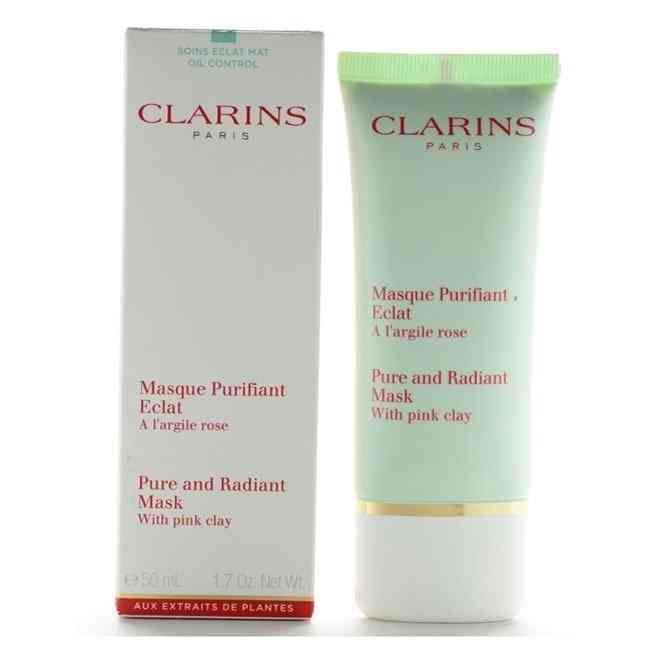 SOINS ECLAT MAT
OIL CONTROL
CLARINS
PARIS
Masque Purifiant
Eclat
A l'argile rose
Pure and Radiant
Mask
With pink clay
℮ 50 mL 1.7 Oz. Net Wt.
AUX EXTRAITS DE PLANTES
CLARINS
PARIS
Masque Purifiant
Eclat
A l'argile rose
Pure and Radiant
Mask
With pink clay